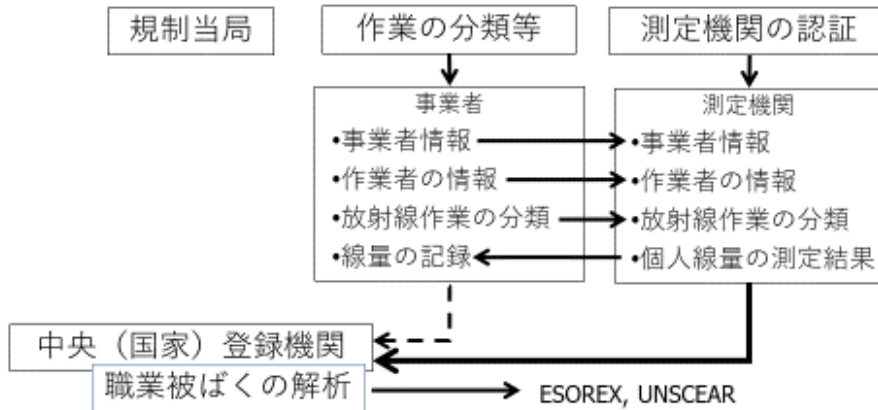 規制当局
作業の分類等
測定機関の認証
事業者
•事業者情報
•作業者の情報
•放射線作業の分類
•線量の記録
測定機関
•事業者情報
•作業者の情報
•放射線作業の分類
•個人線量の測定結果
中央（国家）登録機関
職業被ばくの解析
ESOREX, UNSCEAR